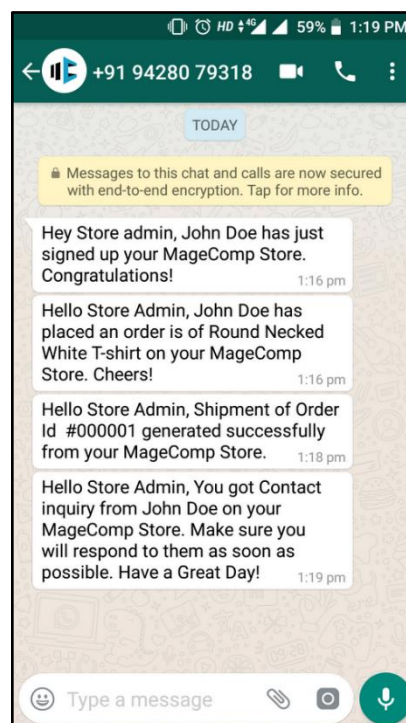 HD 4G 59% 1:19 PM
+91 94280 79318
TODAY
Messages to this chat and calls are now secured
with end-to-end encryption. Tap for more info.
Hey Store admin, John Doe has just
signed up your MageComp Store.
Congratulations!
1:16 pm
Hello Store Admin, John Doe has
placed an order is of Round Necked
White T-shirt on your MageComp
Store. Cheers!
1:16 pm
Hello Store Admin, Shipment of Order
Id #000001 generated successfully
from your MageComp Store.
1:18 pm
Hello Store Admin, You got Contact
inquiry from John Doe on your
MageComp Store. Make sure you
will respond to them as soon as
possible. Have a Great Day!
1:19 pm
Type a message